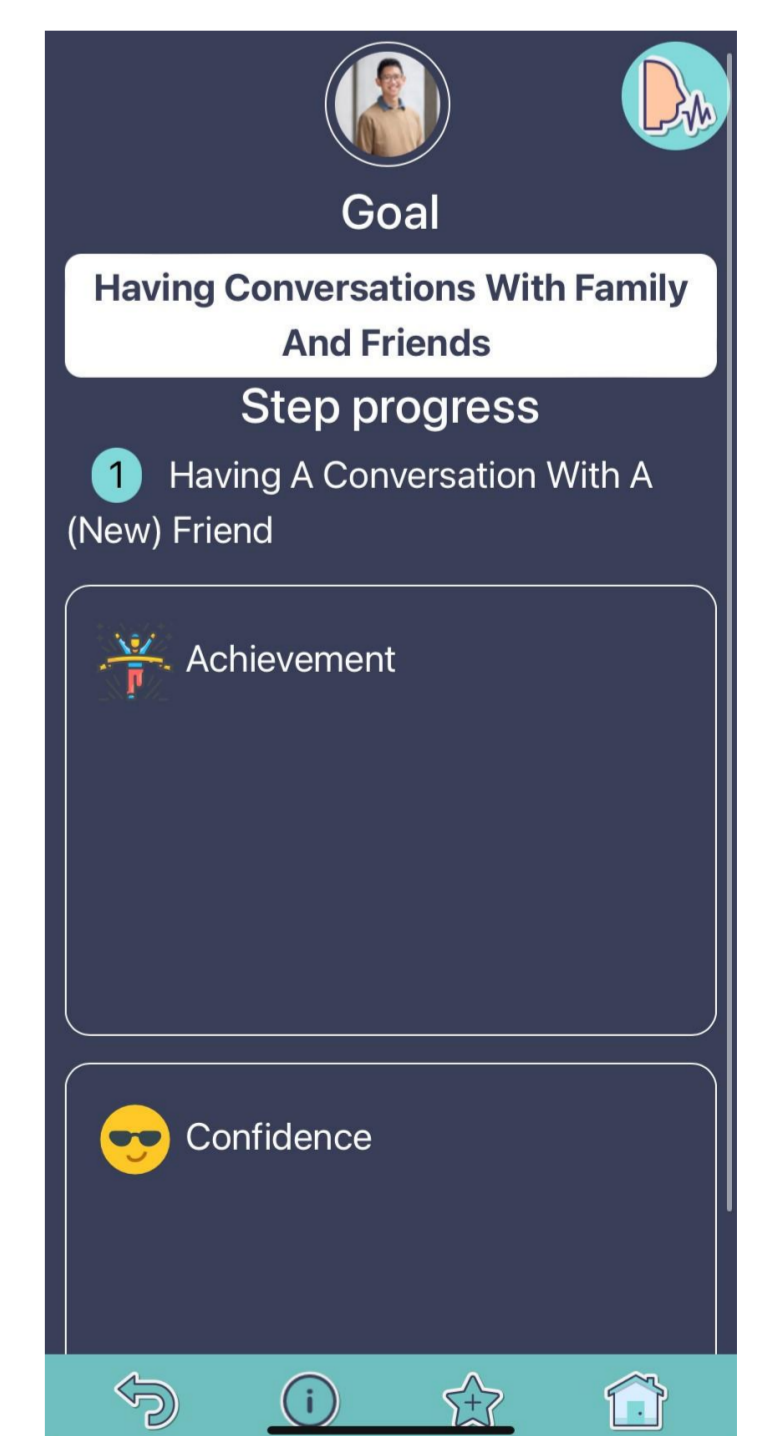 Goal
Having Conversations With Family
And Friends
Step progress
1 Having A Conversation With A
(New) Friend
Achievement
Confidence
i